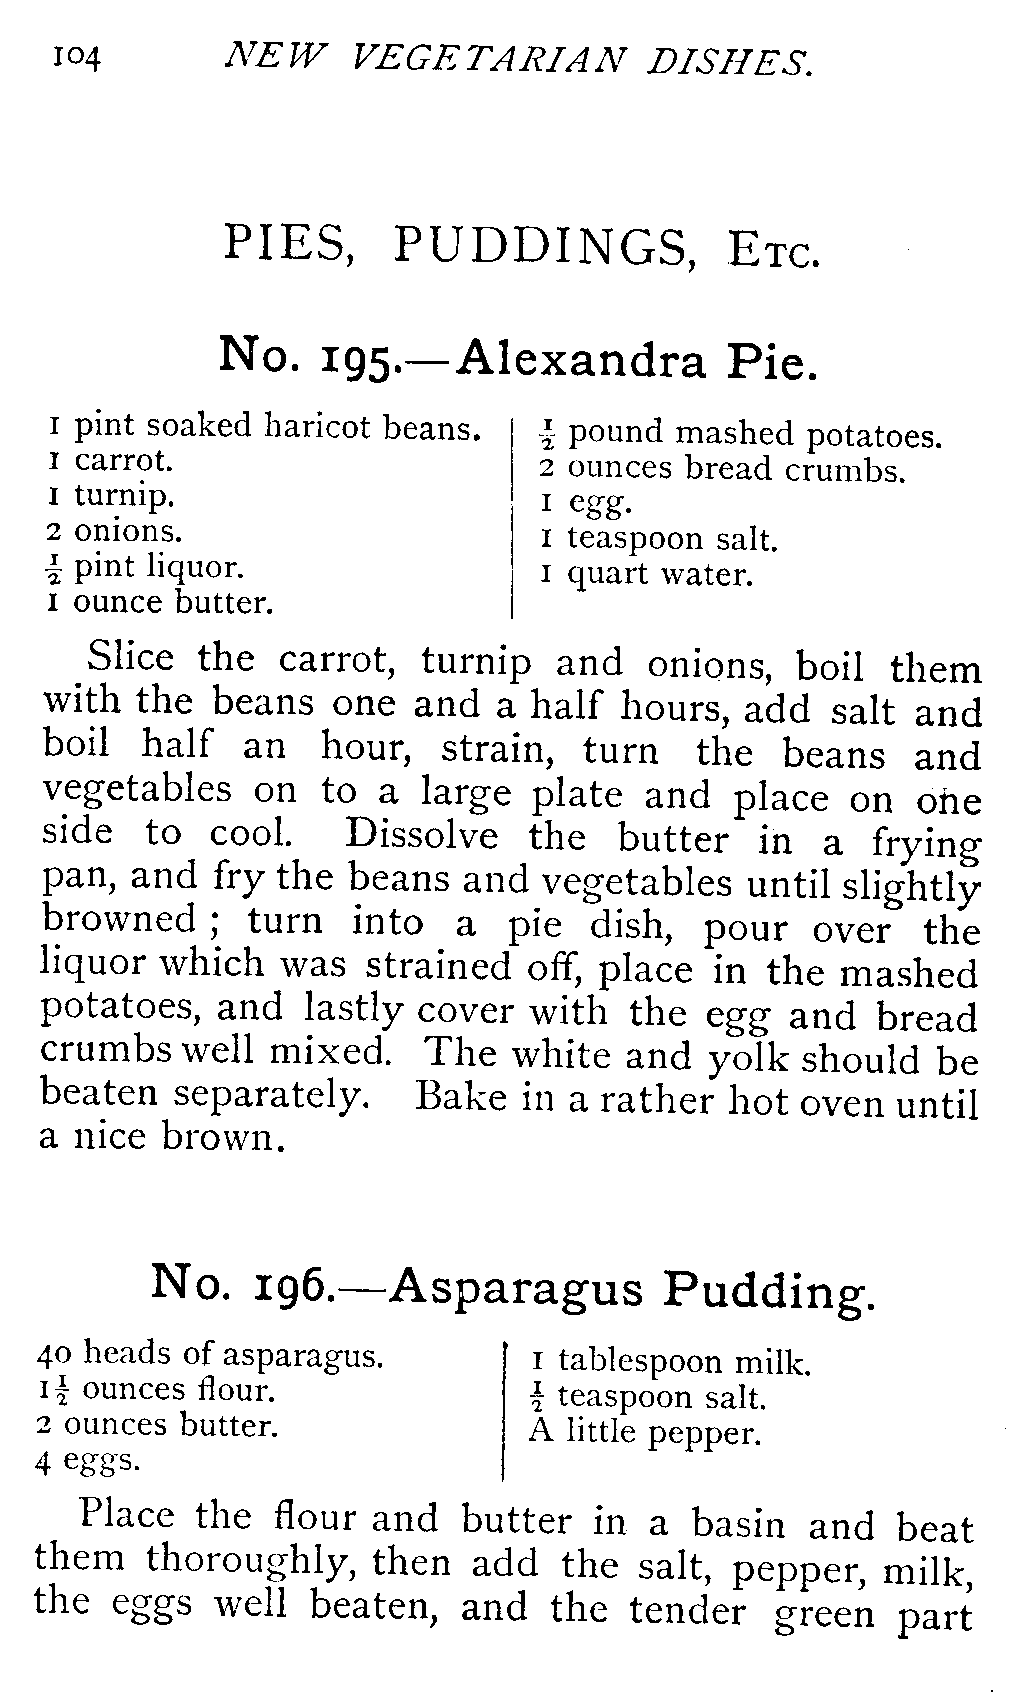 104 NEW VEGETARIAN DISHES.
PIES, PUDDINGS, ETC.
No. 195.—Alexandra Pie.
1 pint soaked haricot beans.
1 carrot.
1 turnip.
2 onions.
½ pint liquor.
1 ounce butter.
½ pound mashed potatoes.
2 ounces bread crumbs.
1 egg.
1 teaspoon salt.
1 quart water.
Slice the carrot, turnip and onions, boil them
with the beans one and a half hours, add salt and
boil half an hour, strain, turn the beans and
vegetables on to a large plate and place on one
side to cool. Dissolve the butter in a frying
pan, and fry the beans and vegetables until slightly
browned ; turn into a pie dish, pour over the
liquor which was strained off, place in the mashed
potatoes, and lastly cover with the egg and bread
crumbs well mixed. The white and yolk should be
beaten separately. Bake in a rather hot oven until
a nice brown.
No. 196.—Asparagus Pudding.
40 heads of asparagus.
1½ ounces flour.
2 ounces butter.
4 eggs.
1 tablespoon milk.
½ teaspoon salt.
A little pepper.
Place the flour and butter in a basin and beat
them thoroughly, then add the salt, pepper, milk,
the eggs well beaten, and the tender green part